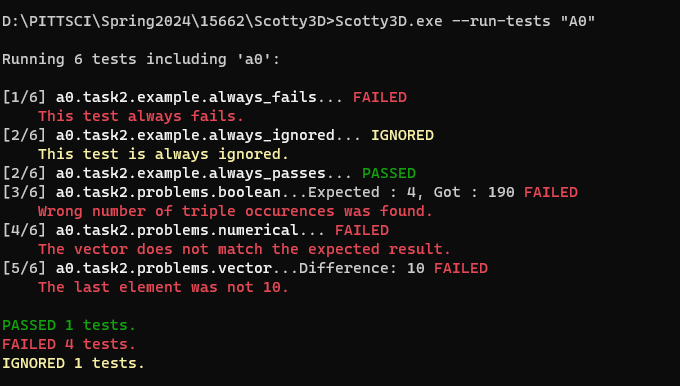 D:\PITTSCI\Spring2024\15662\Scotty3D>Scotty3D.exe --run-tests "A0"
Running 6 tests including 'a0':
[1/6] a0.task2.example.always_fails... FAILED
This test always fails.
[2/6] a0.task2.example.always_ignored... IGNORED
This test is always ignored.
[2/6] a0.task2.example.always_passes... PASSED
[3/6] a0.task2.problems.boolean...Expected : 4, Got : 190 FAILED
Wrong number of triple occurences was found.
[4/6] a0.task2.problems.numerical... FAILED
The vector does not match the expected result.
[5/6] a0.task2.problems.vector...Difference: 10 FAILED
The last element was not 10.
PASSED 1 tests.
FAILED 4 tests.
IGNORED 1 tests.